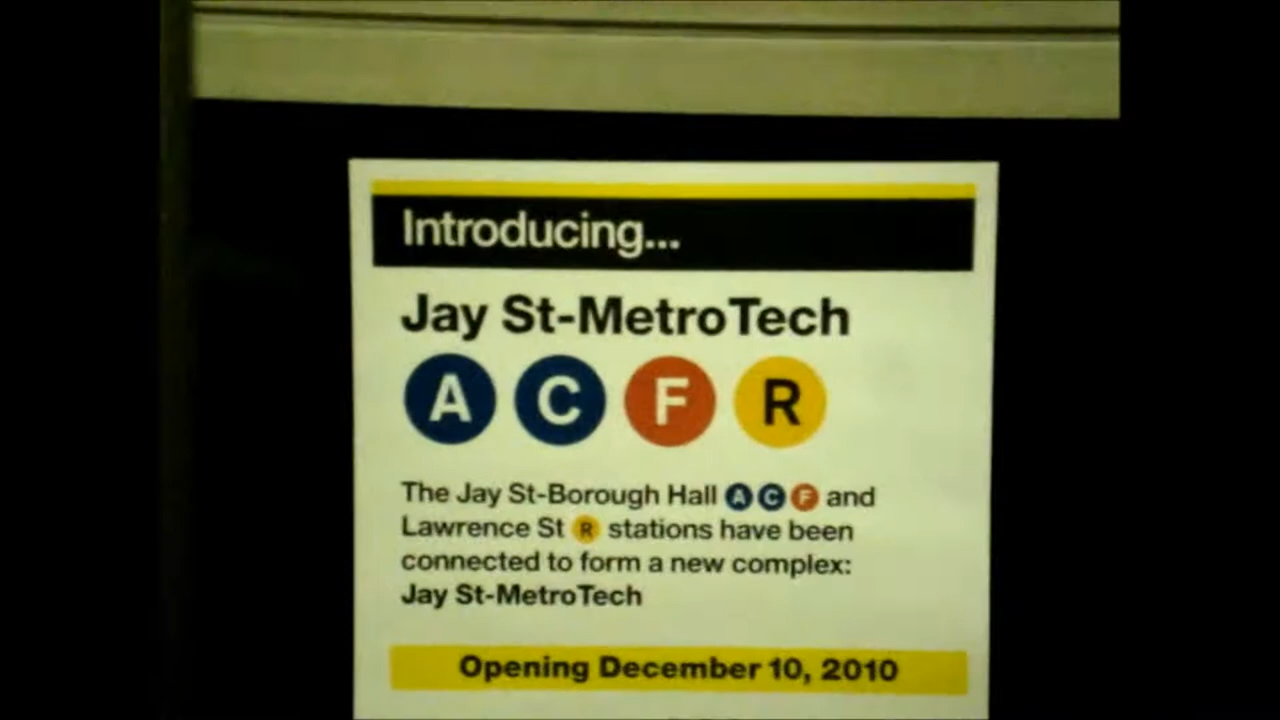 Introducing...
Jay St-MetroTech
A C F R
The Jay St-Borough Hall A C F and
Lawrence St R stations have been
connected to form a new complex:
Jay St-MetroTech
Opening December 10, 2010